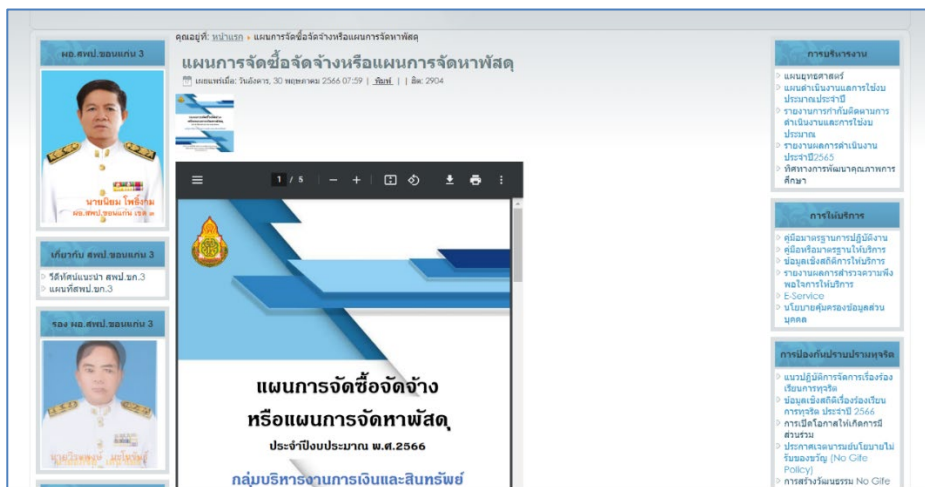 คุณอยู่ที่: หน้าแรก แผนการจัดซื้อจัดจ้างหรือแผนการจัดหาพัสดุ
ผอ.สพป.ขอนแก่น 3
นายนิยม โพธิ์งาม
ผอ.สพป.ขอนแก่น เขต ๓
เกี่ยวกับ สพป.ขอนแก่น 3
วีดีทัศน์แนะนำ สพป.ขก.3
แผนที่สพป.ขก.3
รอง ผอ.สพป.ขอนแก่น 3
แผนการจัดซื้อจัดจ้างหรือแผนการจัดหาพัสดุ
เผยแพร่เมื่อ: วันอังคาร, 30 พฤษภาคม 2566 07:59 | พิมพ์ | | ฮิต: 2904
1 / 5
แผนการจัดซื้อจัดจ้าง
หรือแผนการจัดหาพัสดุ
ประจำปีงบประมาณ พ.ศ.2566
กลุ่มบริหารงานการเงินและสินทรัพย์
การบริหารงาน
แผนยุทธศาสตร์
แผนดำเนินงานและการใช้งบ
ประมาณประจำปี
รายงานการกำกับติดตามการ
ดำเนินงานและการใช้งบ
ประมาณ
รายงานผลการดำเนินงาน
ประจำปี2565
ทิศทางการพัฒนาคุณภาพการ
ศึกษา
การให้บริการ
คู่มือมาตรฐานการปฏิบัติงาน
คู่มือหรือมาตรฐานให้บริการ
ข้อมูลเชิงสถิติการให้บริการ
รายงานผลการสำรวจความพึง
พอใจการให้บริการ
E-Service
นโยบายคุ้มครองข้อมูลส่วน
บุคคล
การป้องกันปราบปรามทุจริต
แนวปฏิบัติการจัดการเรื่องร้อง
เรียนการทุจริต
ข้อมูลเชิงสถิติเรื่องร้องเรียน
การทุจริต ประจำปี 2566
การเปิดโอกาสให้เกิดการมี
ส่วนร่วม
ประกาศเจตนารมย์นโยบายไม่
รับของขวัญ (No Gife
Policy)
การสร้างวัฒนธรรม No Gife